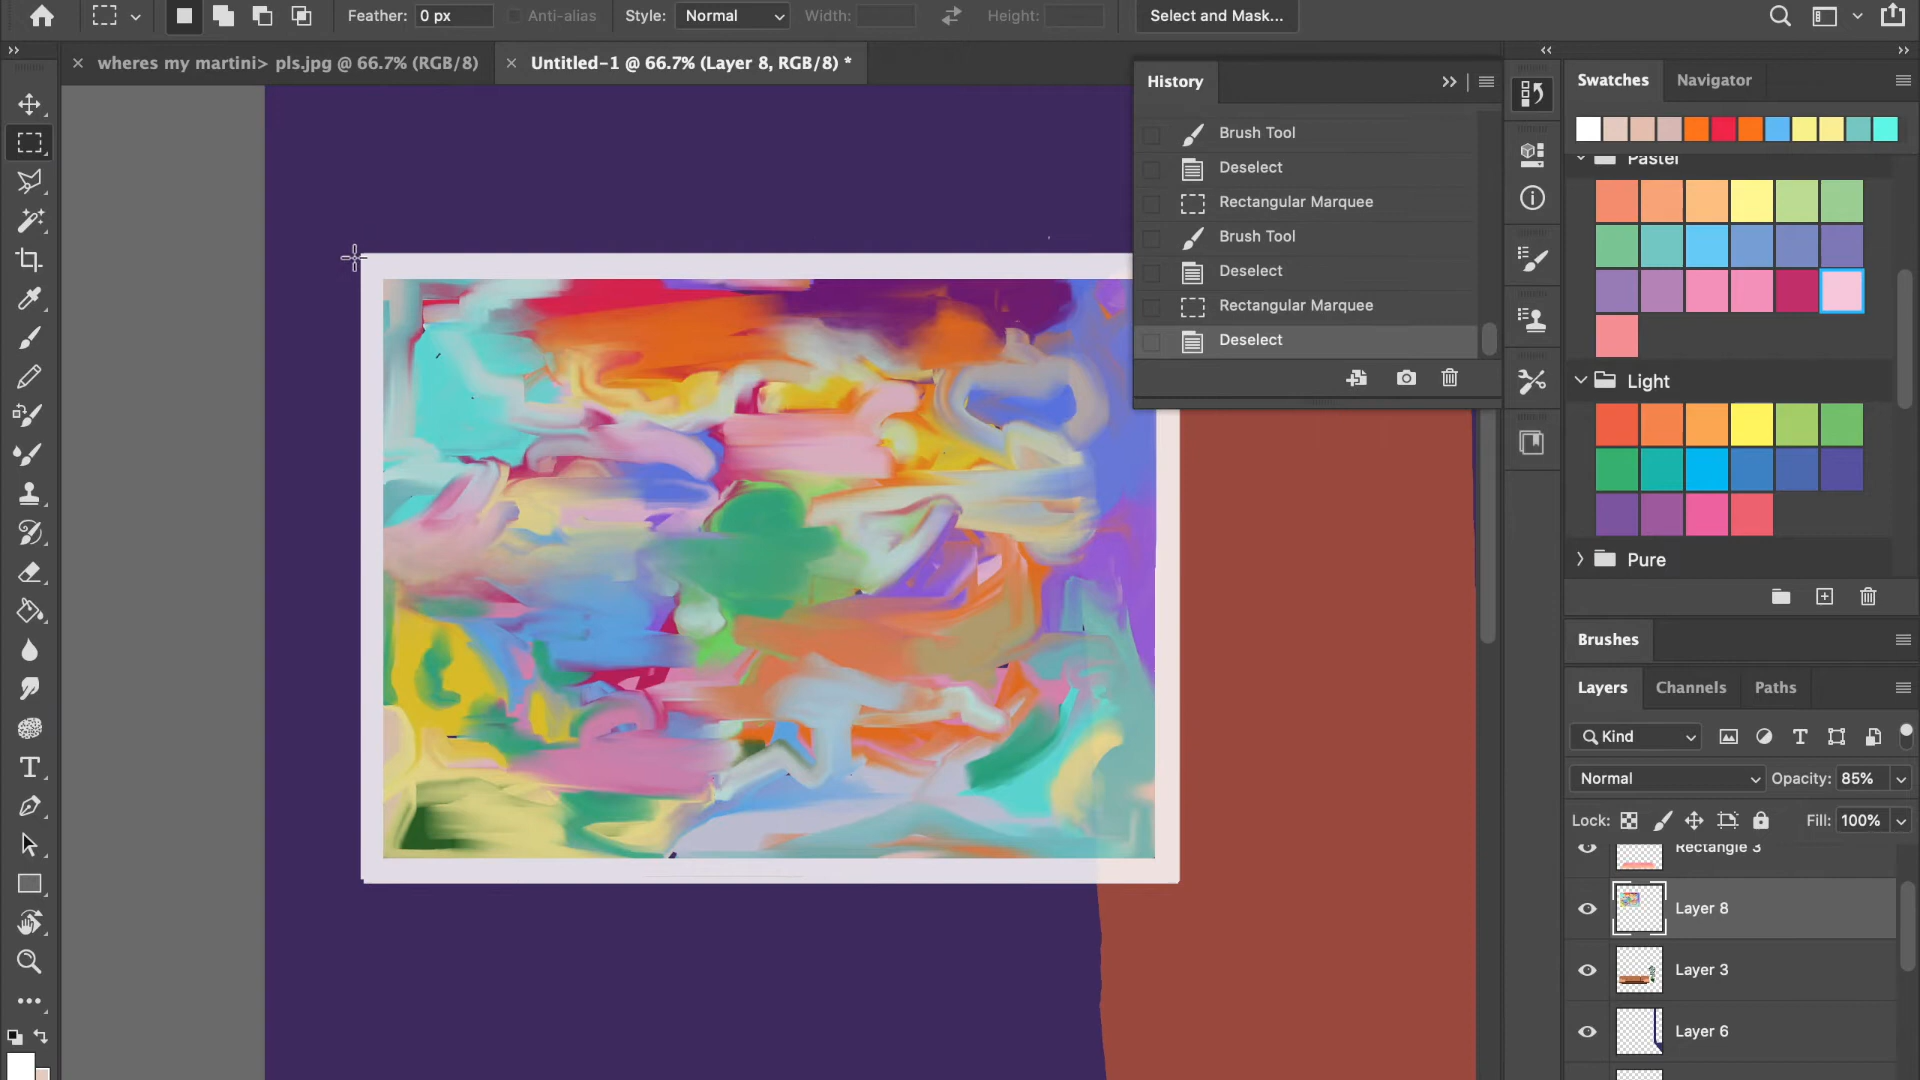 Feather: 0 px Anti-alias Style: Normal Width: Height: Select and Mask...
wheres my martini> pls.jpg @ 66.7% (RGB/8) Untitled-1 @ 66.7% (Layer 8, RGB/8) *
History
Brush Tool
Deselect
Rectangular Marquee
Brush Tool
Deselect
Rectangular Marquee
Deselect
Swatches Navigator
Pastel
Light
Pure
Brushes
Layers Channels Paths
Kind
Normal Opacity: 85%
Lock: Fill: 100%
Rectangle 3
Layer 8
Layer 3
Layer 6